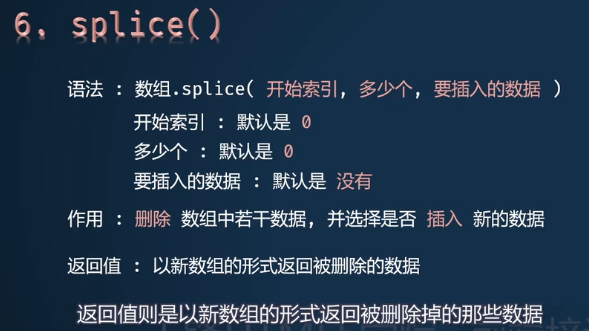 6. splice()
语法 : 数组.splice( 开始索引, 多少个, 要插入的数据 )
开始索引 : 默认是 0
多少个 : 默认是 0
要插入的数据 : 默认是 没有
作用 : 删除 数组中若干数据, 并选择是否 插入 新的数据
返回值 : 以新数组的形式返回被删除的数据
返回值则是以新数组的形式返回被删除掉的那些数据